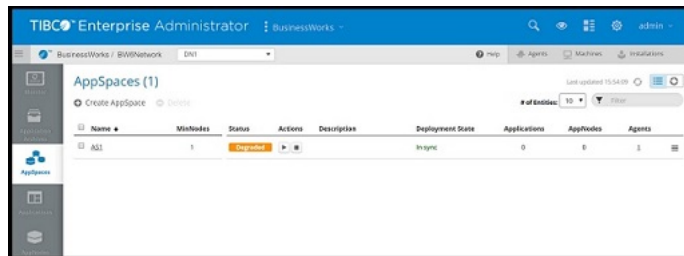 TIBCO Enterprise Administrator BusinessWorks admin
BusinessWorks / BW6Network DN1 Help Agents Machines Installations
AppSpaces (1) Last updated 15:54:09
Create AppSpace Delete # of Entities: 10 Filter
Name MinNodes Status Actions Description Deployment State Applications AppNodes Agents
AS1 1 Degraded In sync 0 0 1
AppSpaces
Applications
AppNodes